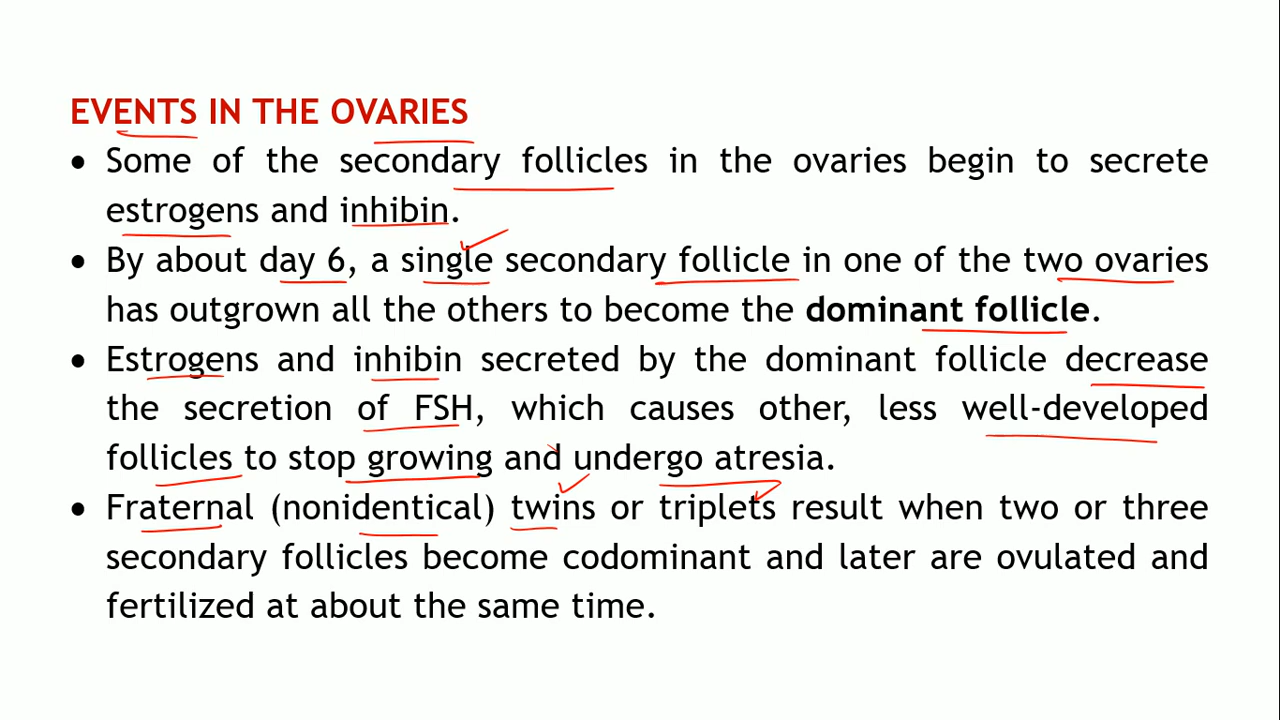 EVENTS IN THE OVARIES
• Some of the secondary follicles in the ovaries begin to secrete
estrogens and inhibin.
• By about day 6, a single secondary follicle in one of the two ovaries
has outgrown all the others to become the dominant follicle.
• Estrogens and inhibin secreted by the dominant follicle decrease
the secretion of FSH, which causes other, less well-developed
follicles to stop growing and undergo atresia.
• Fraternal (nonidentical) twins or triplets result when two or three
secondary follicles become codominant and later are ovulated and
fertilized at about the same time.